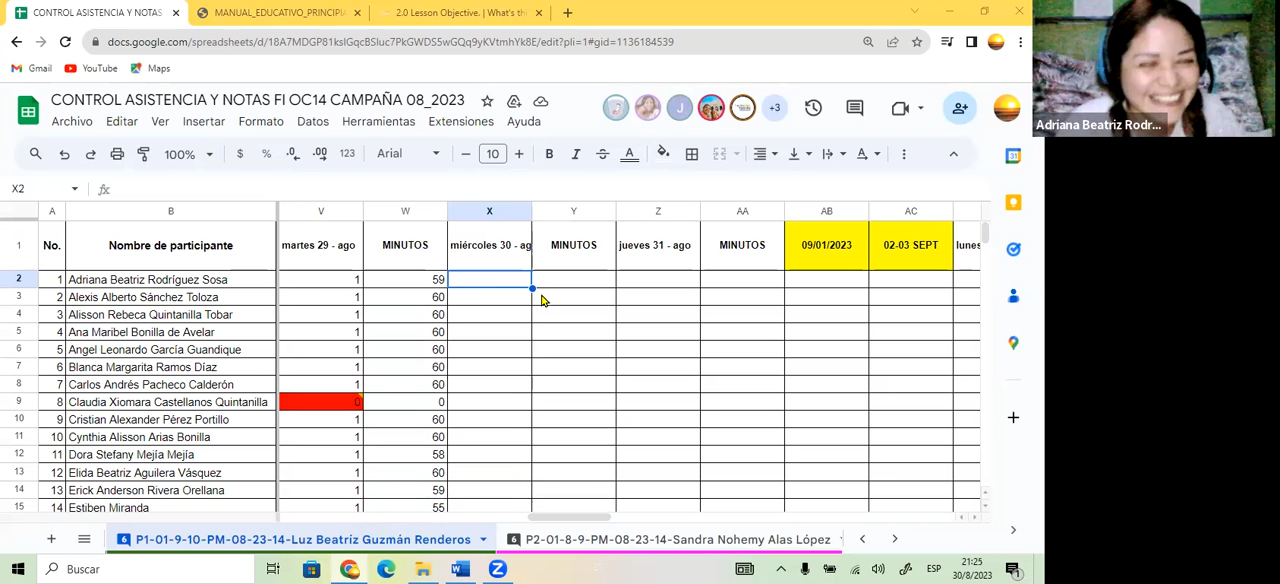 CONTROL ASISTENCIA Y NOTAS
MANUAL_EDUCATIVO_PRINCIPIA
2.0 Lesson Objective. | What's th
docs.google.com/spreadsheets/d/18A7MDGP81kslGqcBSluc7PkGWDS5wGQq9yKVtmhYk8E/edit?pli=1#gid=1136184539
Gmail YouTube Maps
CONTROL ASISTENCIA Y NOTAS FI OC14 CAMPAÑA 08_2023
J +3
Archivo Editar Ver Insertar Formato Datos Herramientas Extensiones Ayuda
100% $ % .0 .00 123 Arial − 10 + B I A
X2 fx
A B V W X Y Z AA AB AC
1 No. Nombre de participante martes 29 - ago MINUTOS miércoles 30 - ag MINUTOS jueves 31 - ago MINUTOS 09/01/2023 02-03 SEPT lunes
2 1 Adriana Beatriz Rodríguez Sosa 1 59
3 2 Alexis Alberto Sánchez Toloza 1 60
4 3 Alisson Rebeca Quintanilla Tobar 1 60
5 4 Ana Maribel Bonilla de Avelar 1 60
6 5 Angel Leonardo García Guandique 1 60
7 6 Blanca Margarita Ramos Díaz 1 60
8 7 Carlos Andrés Pacheco Calderón 1 60
9 8 Claudia Xiomara Castellanos Quintanilla 0 0
10 9 Cristian Alexander Pérez Portillo 1 60
11 10 Cynthia Alisson Arias Bonilla 1 60
12 11 Dora Stefany Mejía Mejía 1 58
13 12 Elida Beatriz Aguilera Vásquez 1 60
14 13 Erick Anderson Rivera Orellana 1 59
15 14 Estiben Miranda 1 55
6 P1-01-9-10-PM-08-23-14-Luz Beatríz Guzmán Renderos 6 P2-01-8-9-PM-08-23-14-Sandra Nohemy Alas López
Buscar
ESP
21:25
30/8/2023
1
31
Adriana Beatriz Rodr...